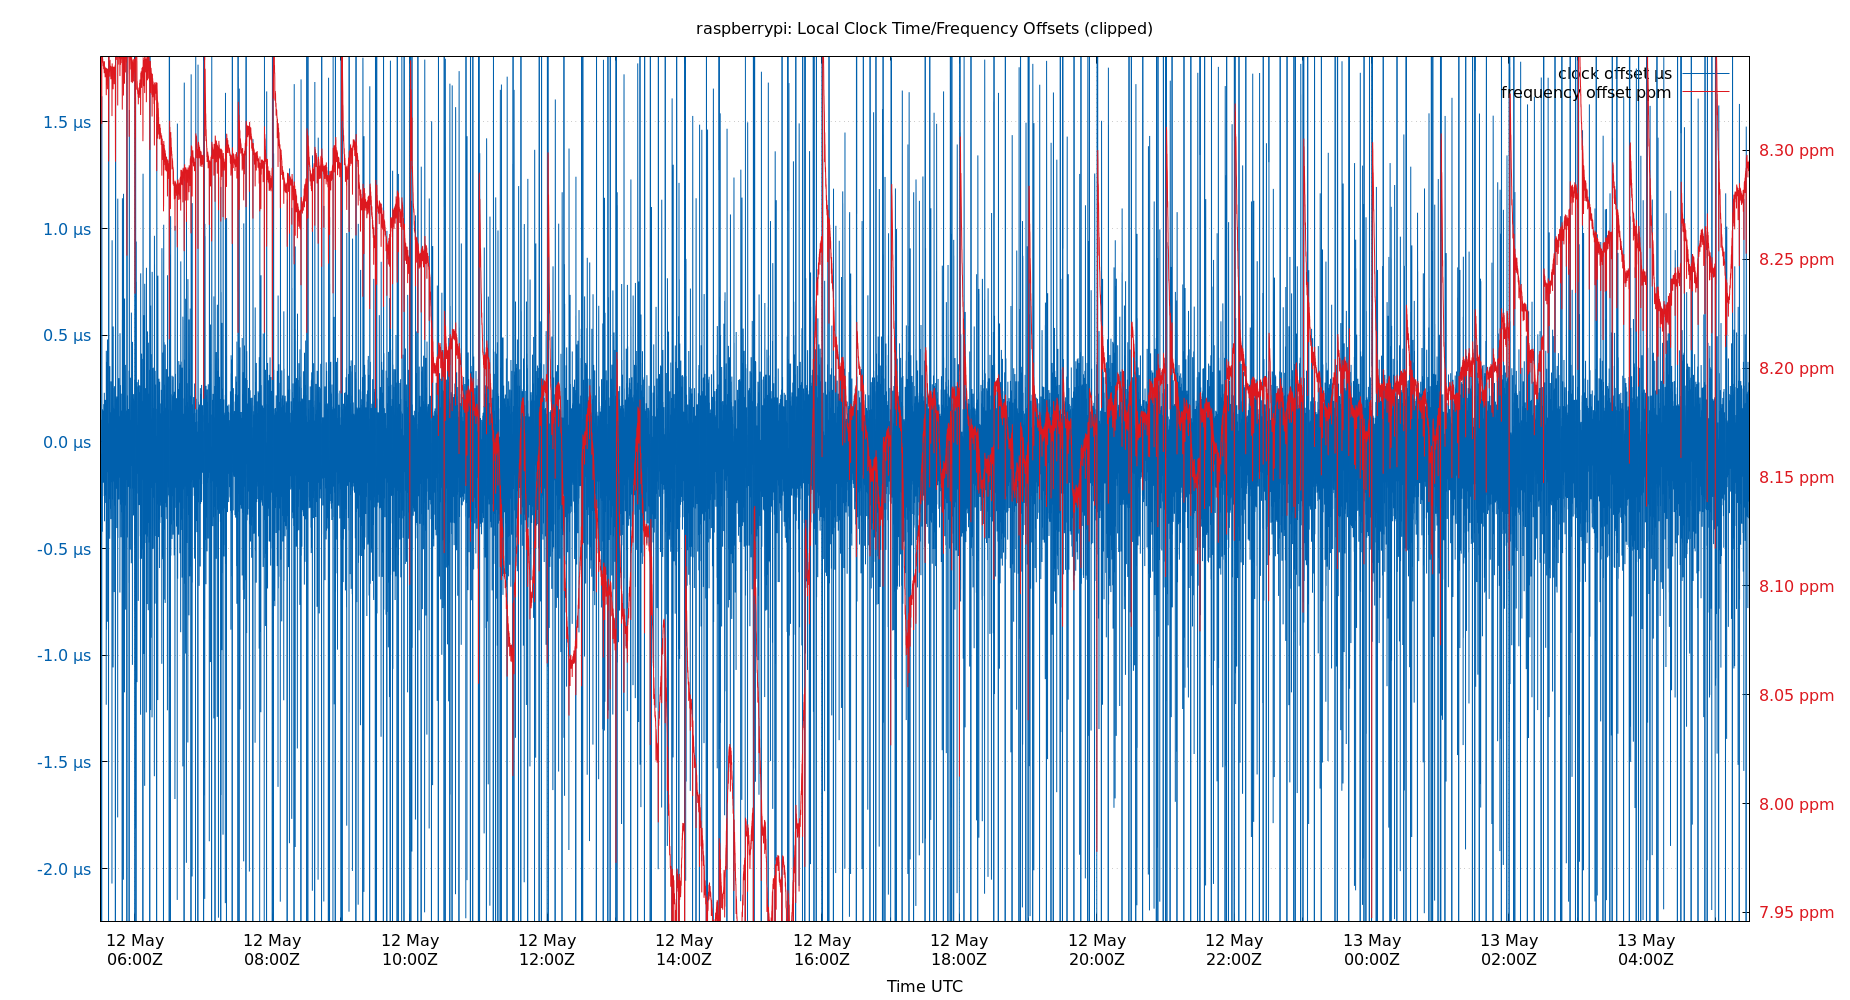 raspberrypi: Local Clock Time/Frequency Offsets (clipped)
clock offset µs
frequency offset ppm
1.5 µs
1.0 µs
0.5 µs
0.0 µs
-0.5 µs
-1.0 µs
-1.5 µs
-2.0 µs
8.30 ppm
8.25 ppm
8.20 ppm
8.15 ppm
8.10 ppm
8.05 ppm
8.00 ppm
7.95 ppm
12 May 12 May 12 May 12 May 12 May 12 May 12 May 12 May 12 May 13 May 13 May 13 May
06:00Z 08:00Z 10:00Z 12:00Z 14:00Z 16:00Z 18:00Z 20:00Z 22:00Z 00:00Z 02:00Z 04:00Z
Time UTC